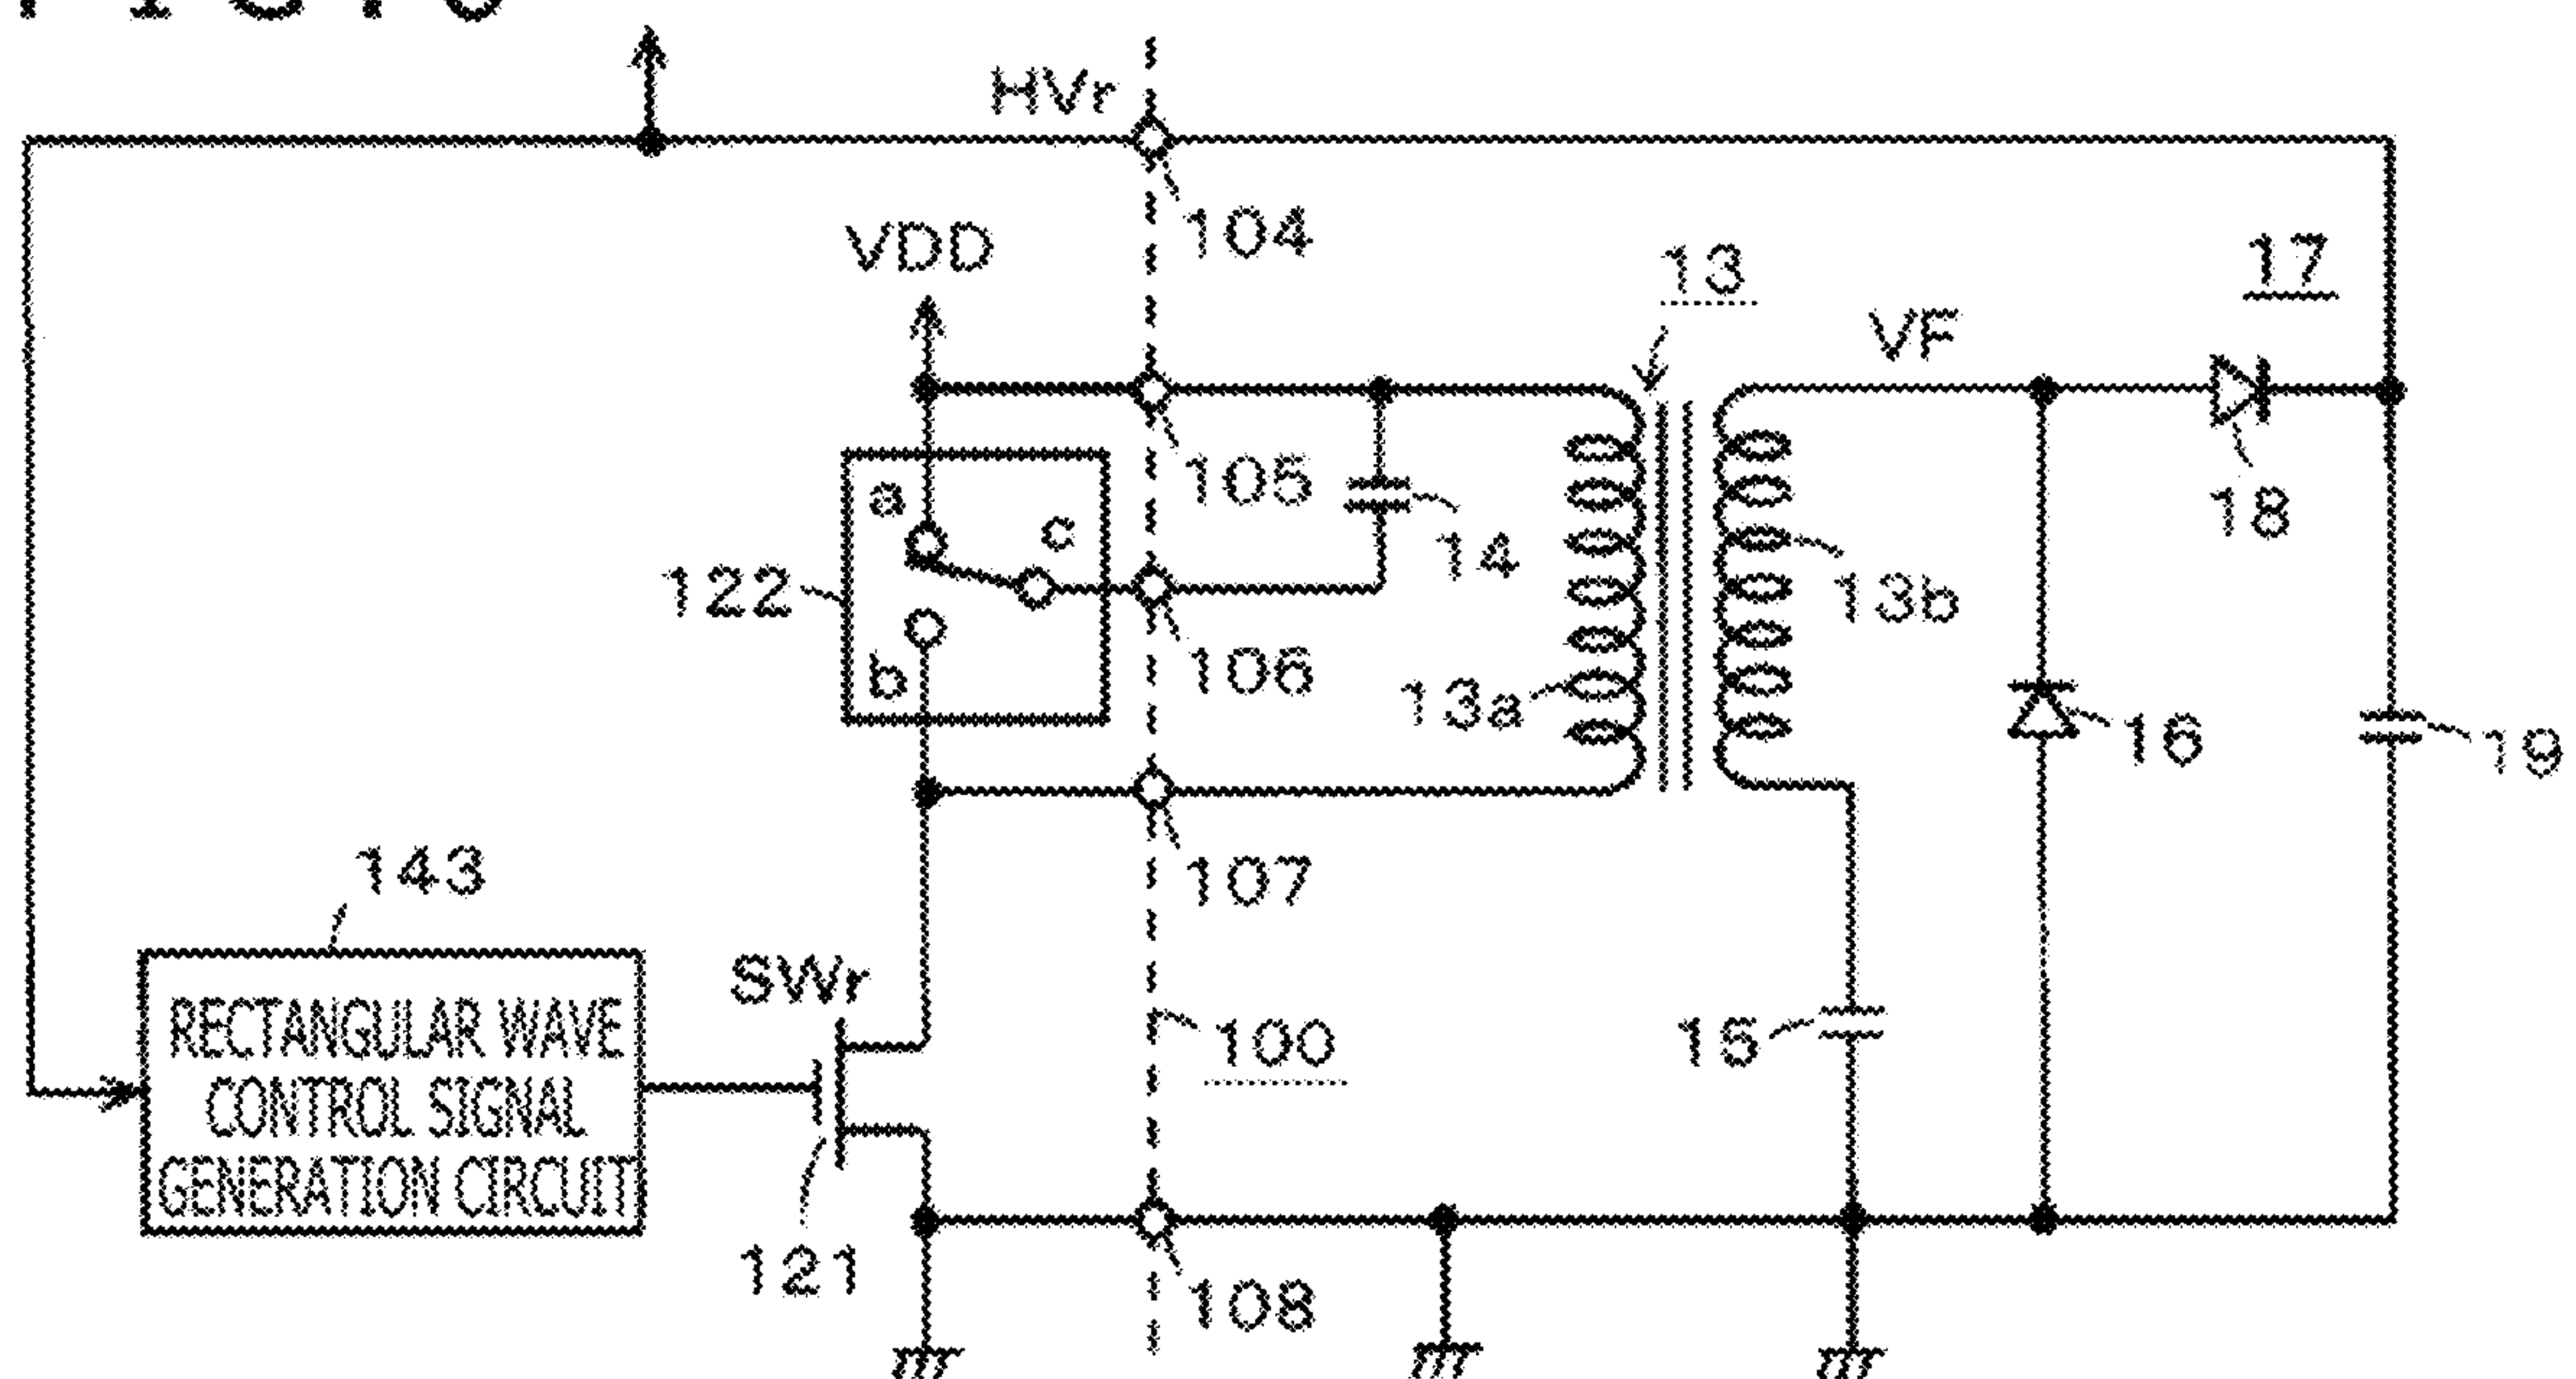 HVr
104
VDD
13
17
VF
a
c
105
14
18
122
13b
b
106
13a
16
19
143
107
SWr
RECTANGULAR WAVE
CONTROL SIGNAL
GENERATION CIRCUIT
100
15
121
108